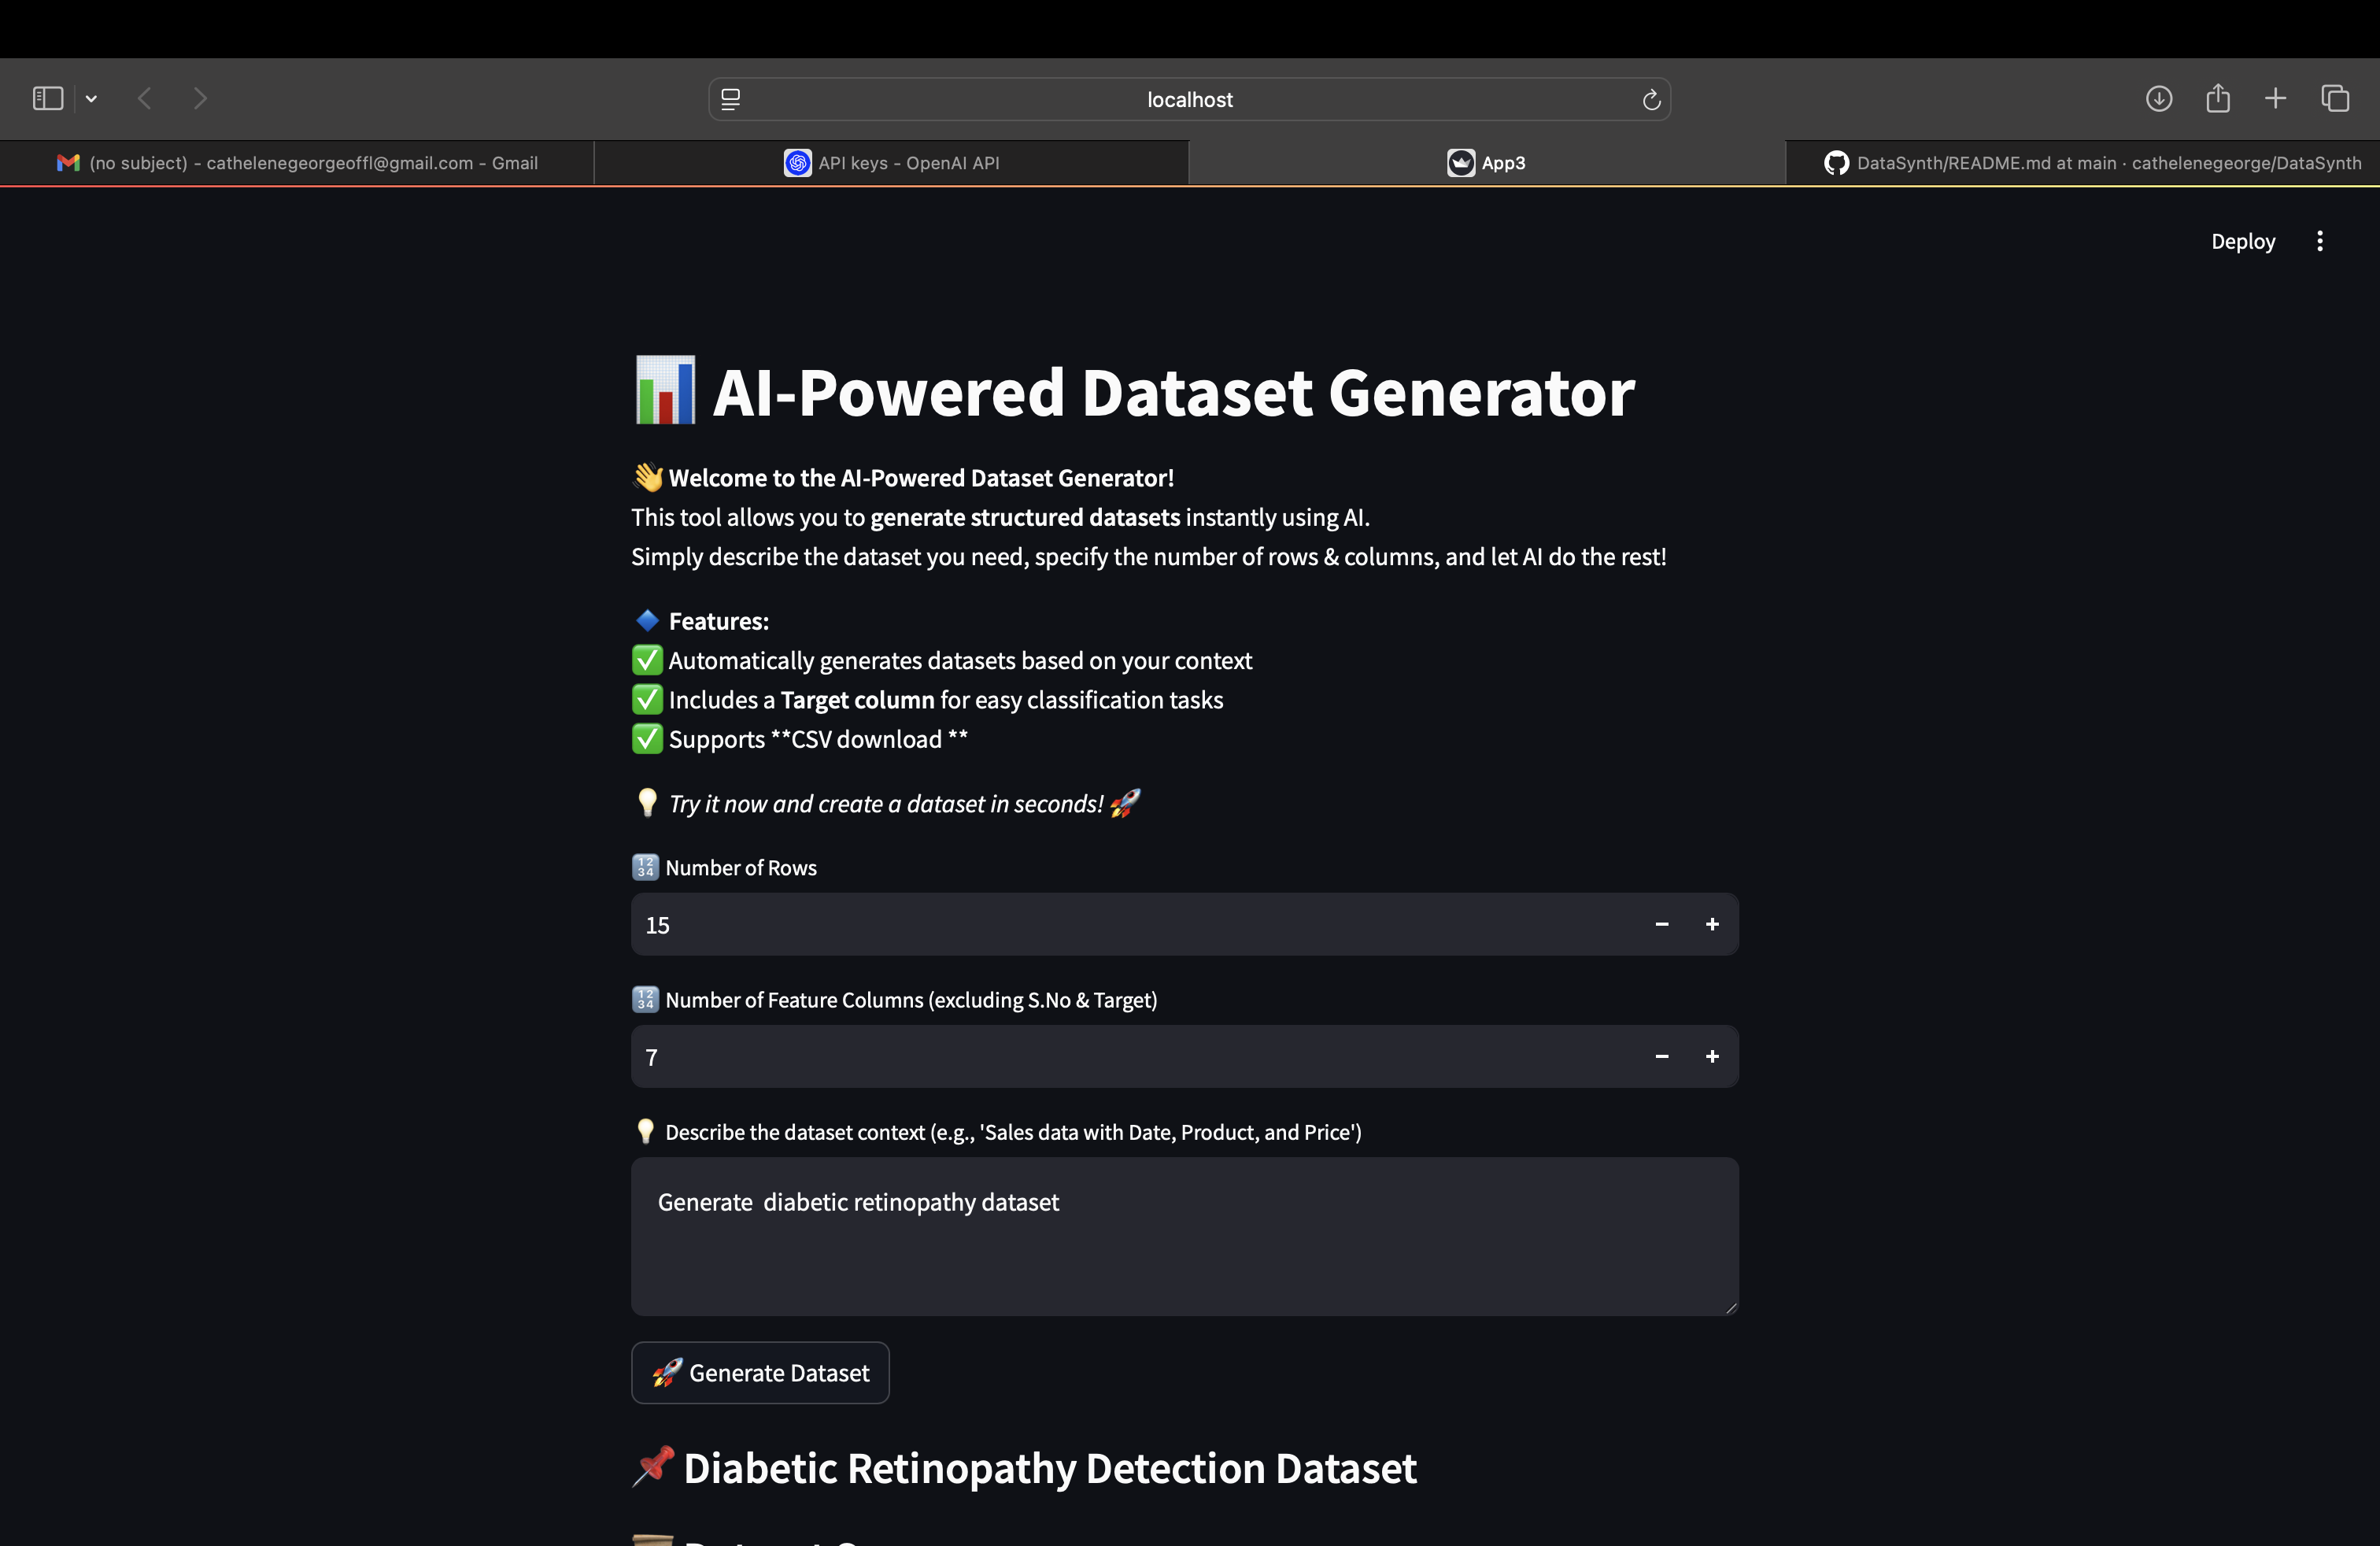 localhost
(no subject) - cathelenegeorgeoffl@gmail.com - Gmail
API keys - OpenAI API
App3
DataSynth/README.md at main · cathelenegeorge/DataSynth
Deploy
AI-Powered Dataset Generator
Welcome to the AI-Powered Dataset Generator!
This tool allows you to generate structured datasets instantly using AI.
Simply describe the dataset you need, specify the number of rows & columns, and let AI do the rest!
Features:
Automatically generates datasets based on your context
Includes a Target column for easy classification tasks
Supports **CSV download **
Try it now and create a dataset in seconds!
Number of Rows
15
Number of Feature Columns (excluding S.No & Target)
7
Describe the dataset context (e.g., 'Sales data with Date, Product, and Price')
Generate  diabetic retinopathy dataset
Generate Dataset
Diabetic Retinopathy Detection Dataset